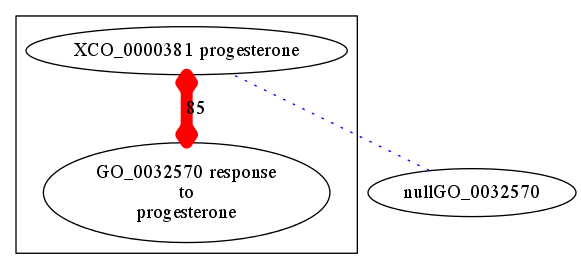 XCO_0000381 progesterone
85
GO_0032570 response
to
progesterone
nullGO_0032570